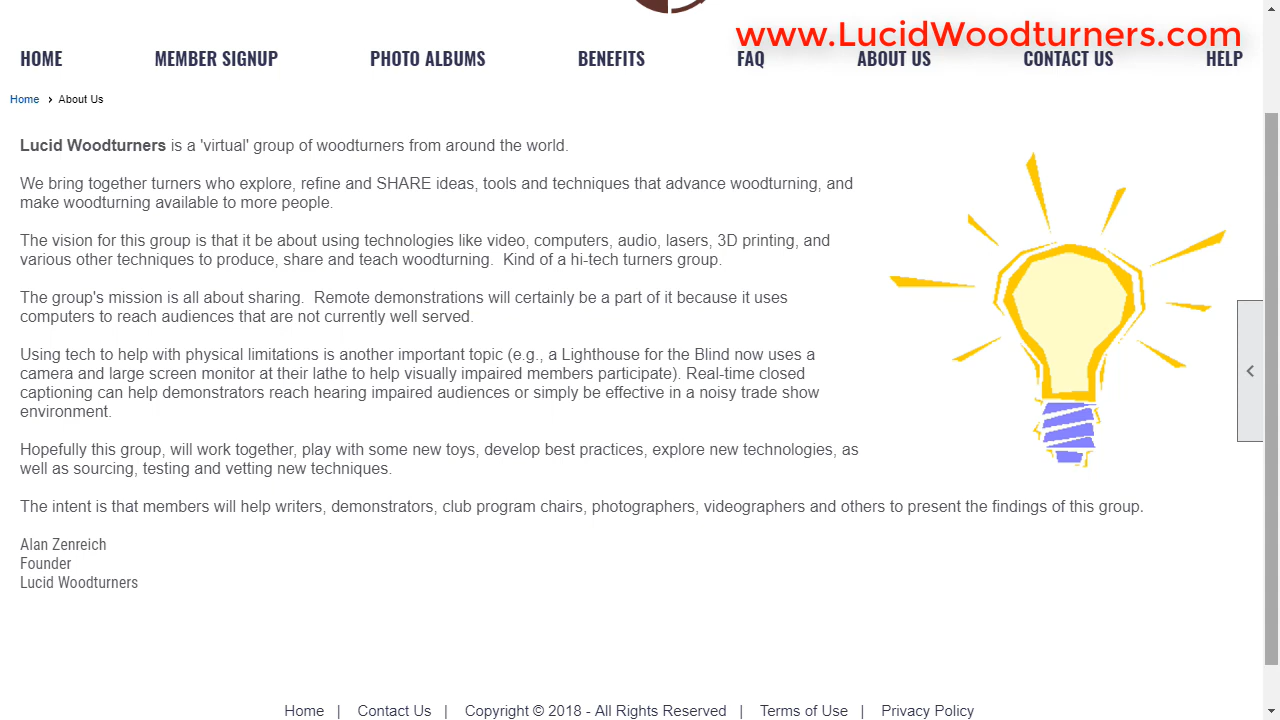 www.LucidWoodturners.com
HOME MEMBER SIGNUP PHOTO ALBUMS BENEFITS FAQ ABOUT US CONTACT US HELP
Home › About Us
Lucid Woodturners is a 'virtual' group of woodturners from around the world.
We bring together turners who explore, refine and SHARE ideas, tools and techniques that advance woodturning, and
make woodturning available to more people.
The vision for this group is that it be about using technologies like video, computers, audio, lasers, 3D printing, and
various other techniques to produce, share and teach woodturning.  Kind of a hi-tech turners group.
The group's mission is all about sharing.  Remote demonstrations will certainly be a part of it because it uses
computers to reach audiences that are not currently well served.
Using tech to help with physical limitations is another important topic (e.g., a Lighthouse for the Blind now uses a
camera and large screen monitor at their lathe to help visually impaired members participate). Real-time closed
captioning can help demonstrators reach hearing impaired audiences or simply be effective in a noisy trade show
environment.
Hopefully this group, will work together, play with some new toys, develop best practices, explore new technologies, as
well as sourcing, testing and vetting new techniques.
The intent is that members will help writers, demonstrators, club program chairs, photographers, videographers and others to present the findings of this group.
Alan Zenreich
Founder
Lucid Woodturners
Home | Contact Us | Copyright © 2018 - All Rights Reserved | Terms of Use | Privacy Policy